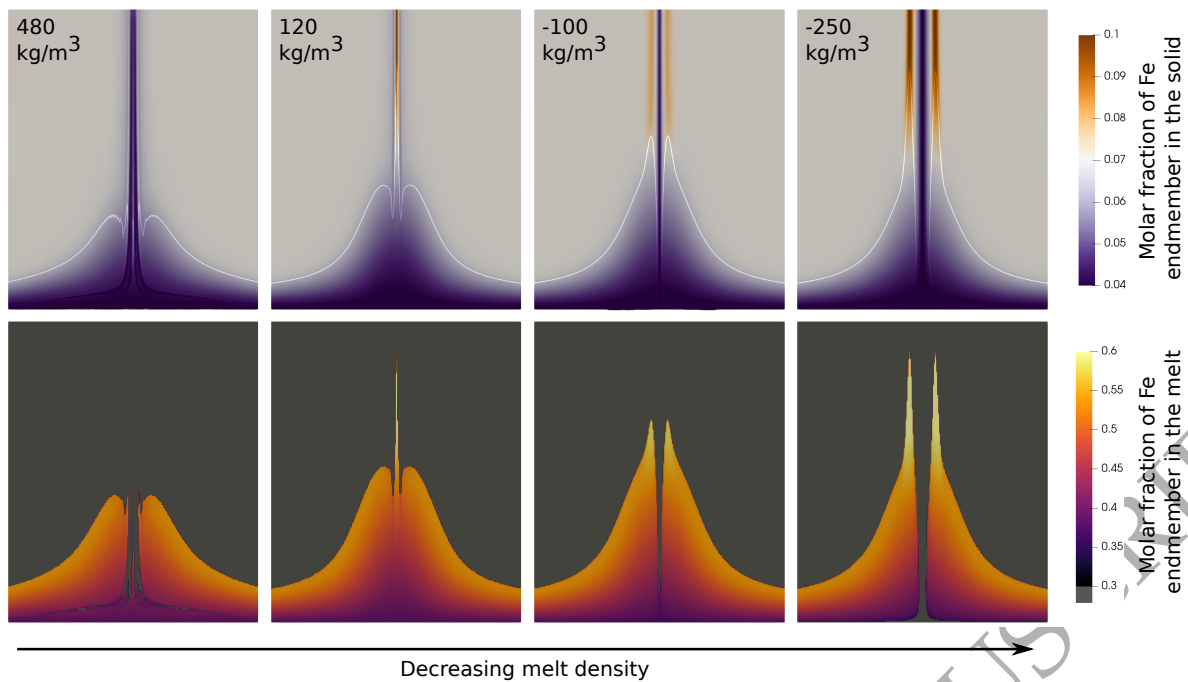 480
kg/m3
120
kg/m3
-100
kg/m3
-250
kg/m3
0.1
0.09
0.08
0.07
0.06
0.05
0.04
Molar fraction of Fe
endmember in the solid
0.6
0.55
0.5
0.45
0.4
0.35
0.3
Molar fraction of Fe
endmember in the melt
Decreasing melt density